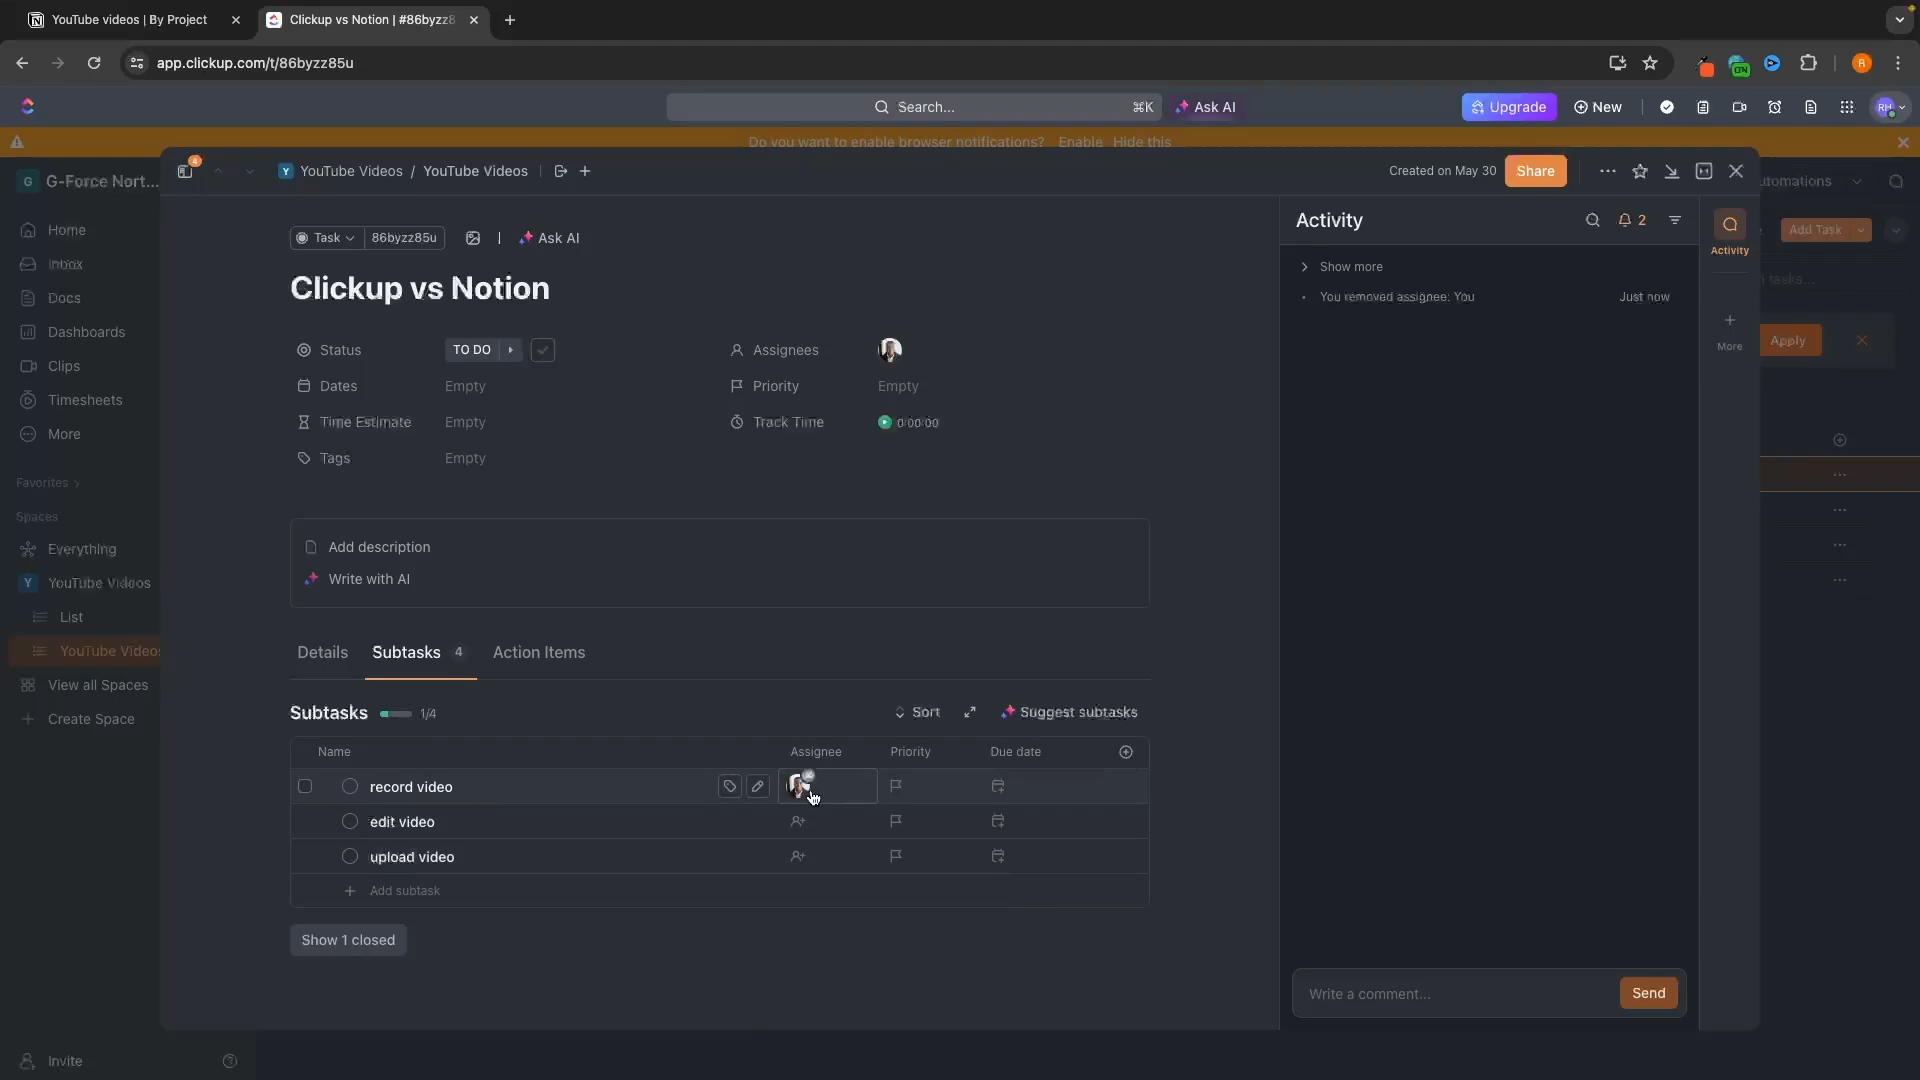 YouTube videos | By Project
Clickup vs Notion | #86byzz8
app.clickup.com/t/86byzz85u
ON
R
Search...
⌘K
Ask AI
Upgrade
New
RH
Do you want to enable browser notifications? Enable Hide this
G G-Force Nort...
4
Y YouTube Videos / YouTube Videos
Created on May 30
Share
utomations
Home
Inbox
Docs
Dashboards
Clips
Timesheets
More
Favorites
Spaces
Everything
Y YouTube Videos
List
YouTube Videos
View all Spaces
Create Space
Invite
Task
86byzz85u
Ask AI
Clickup vs Notion
Status
TO DO
Assignees
Dates
Empty
Priority
Empty
Time Estimate
Empty
Track Time
0:00:00
Tags
Empty
Add description
Write with AI
Details
Subtasks 4
Action Items
Subtasks
1/4
Sort
Suggest subtasks
Name
Assignee
Priority
Due date
record video
edit video
upload video
Add subtask
Show 1 closed
Activity
2
Show more
You removed assignee: You
Just now
Write a comment...
Send
Activity
More
Add Task
tasks...
Apply